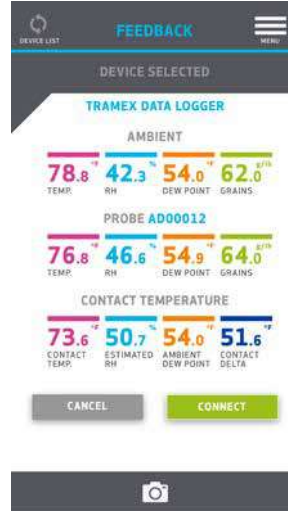 DEVICE LIST
FEEDBACK
MENU
DEVICE SELECTED
TRAMEX DATA LOGGER
AMBIENT
78.8 °F 42.3 % 54.0 °F 62.0 g/lb
TEMP. RH DEW POINT GRAINS
PROBE AD00012
76.8 °F 46.6 % 54.9 °F 64.0 g/lb
TEMP. RH DEW POINT GRAINS
CONTACT TEMPERATURE
73.6 °F 50.7 % 54.0 °F 51.6 °F
CONTACT TEMP. ESTIMATED RH AMBIENT DEW POINT CONTACT DELTA
CANCEL CONNECT